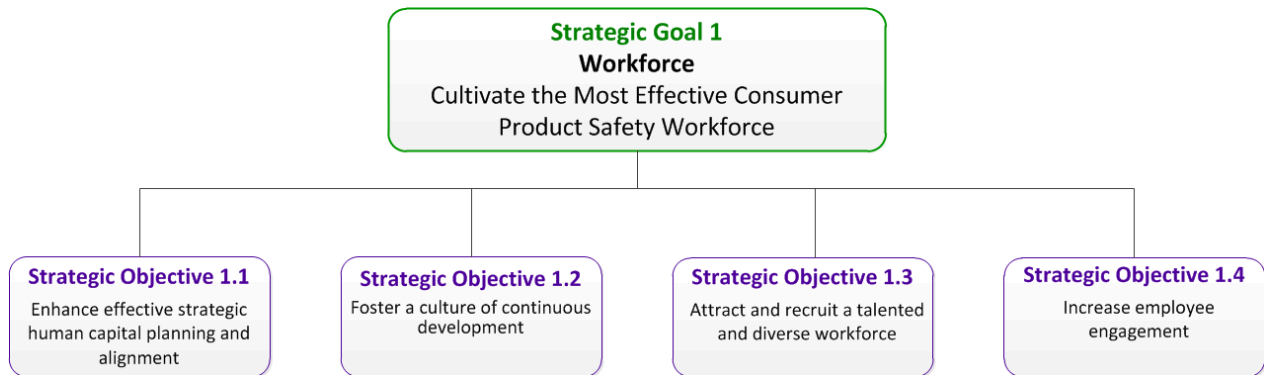 Strategic Goal 1
Workforce
Cultivate the Most Effective Consumer
Product Safety Workforce
Strategic Objective 1.1
Enhance effective strategic
human capital planning and
alignment
Strategic Objective 1.2
Foster a culture of continuous
development
Strategic Objective 1.3
Attract and recruit a talented
and diverse workforce
Strategic Objective 1.4
Increase employee
engagement